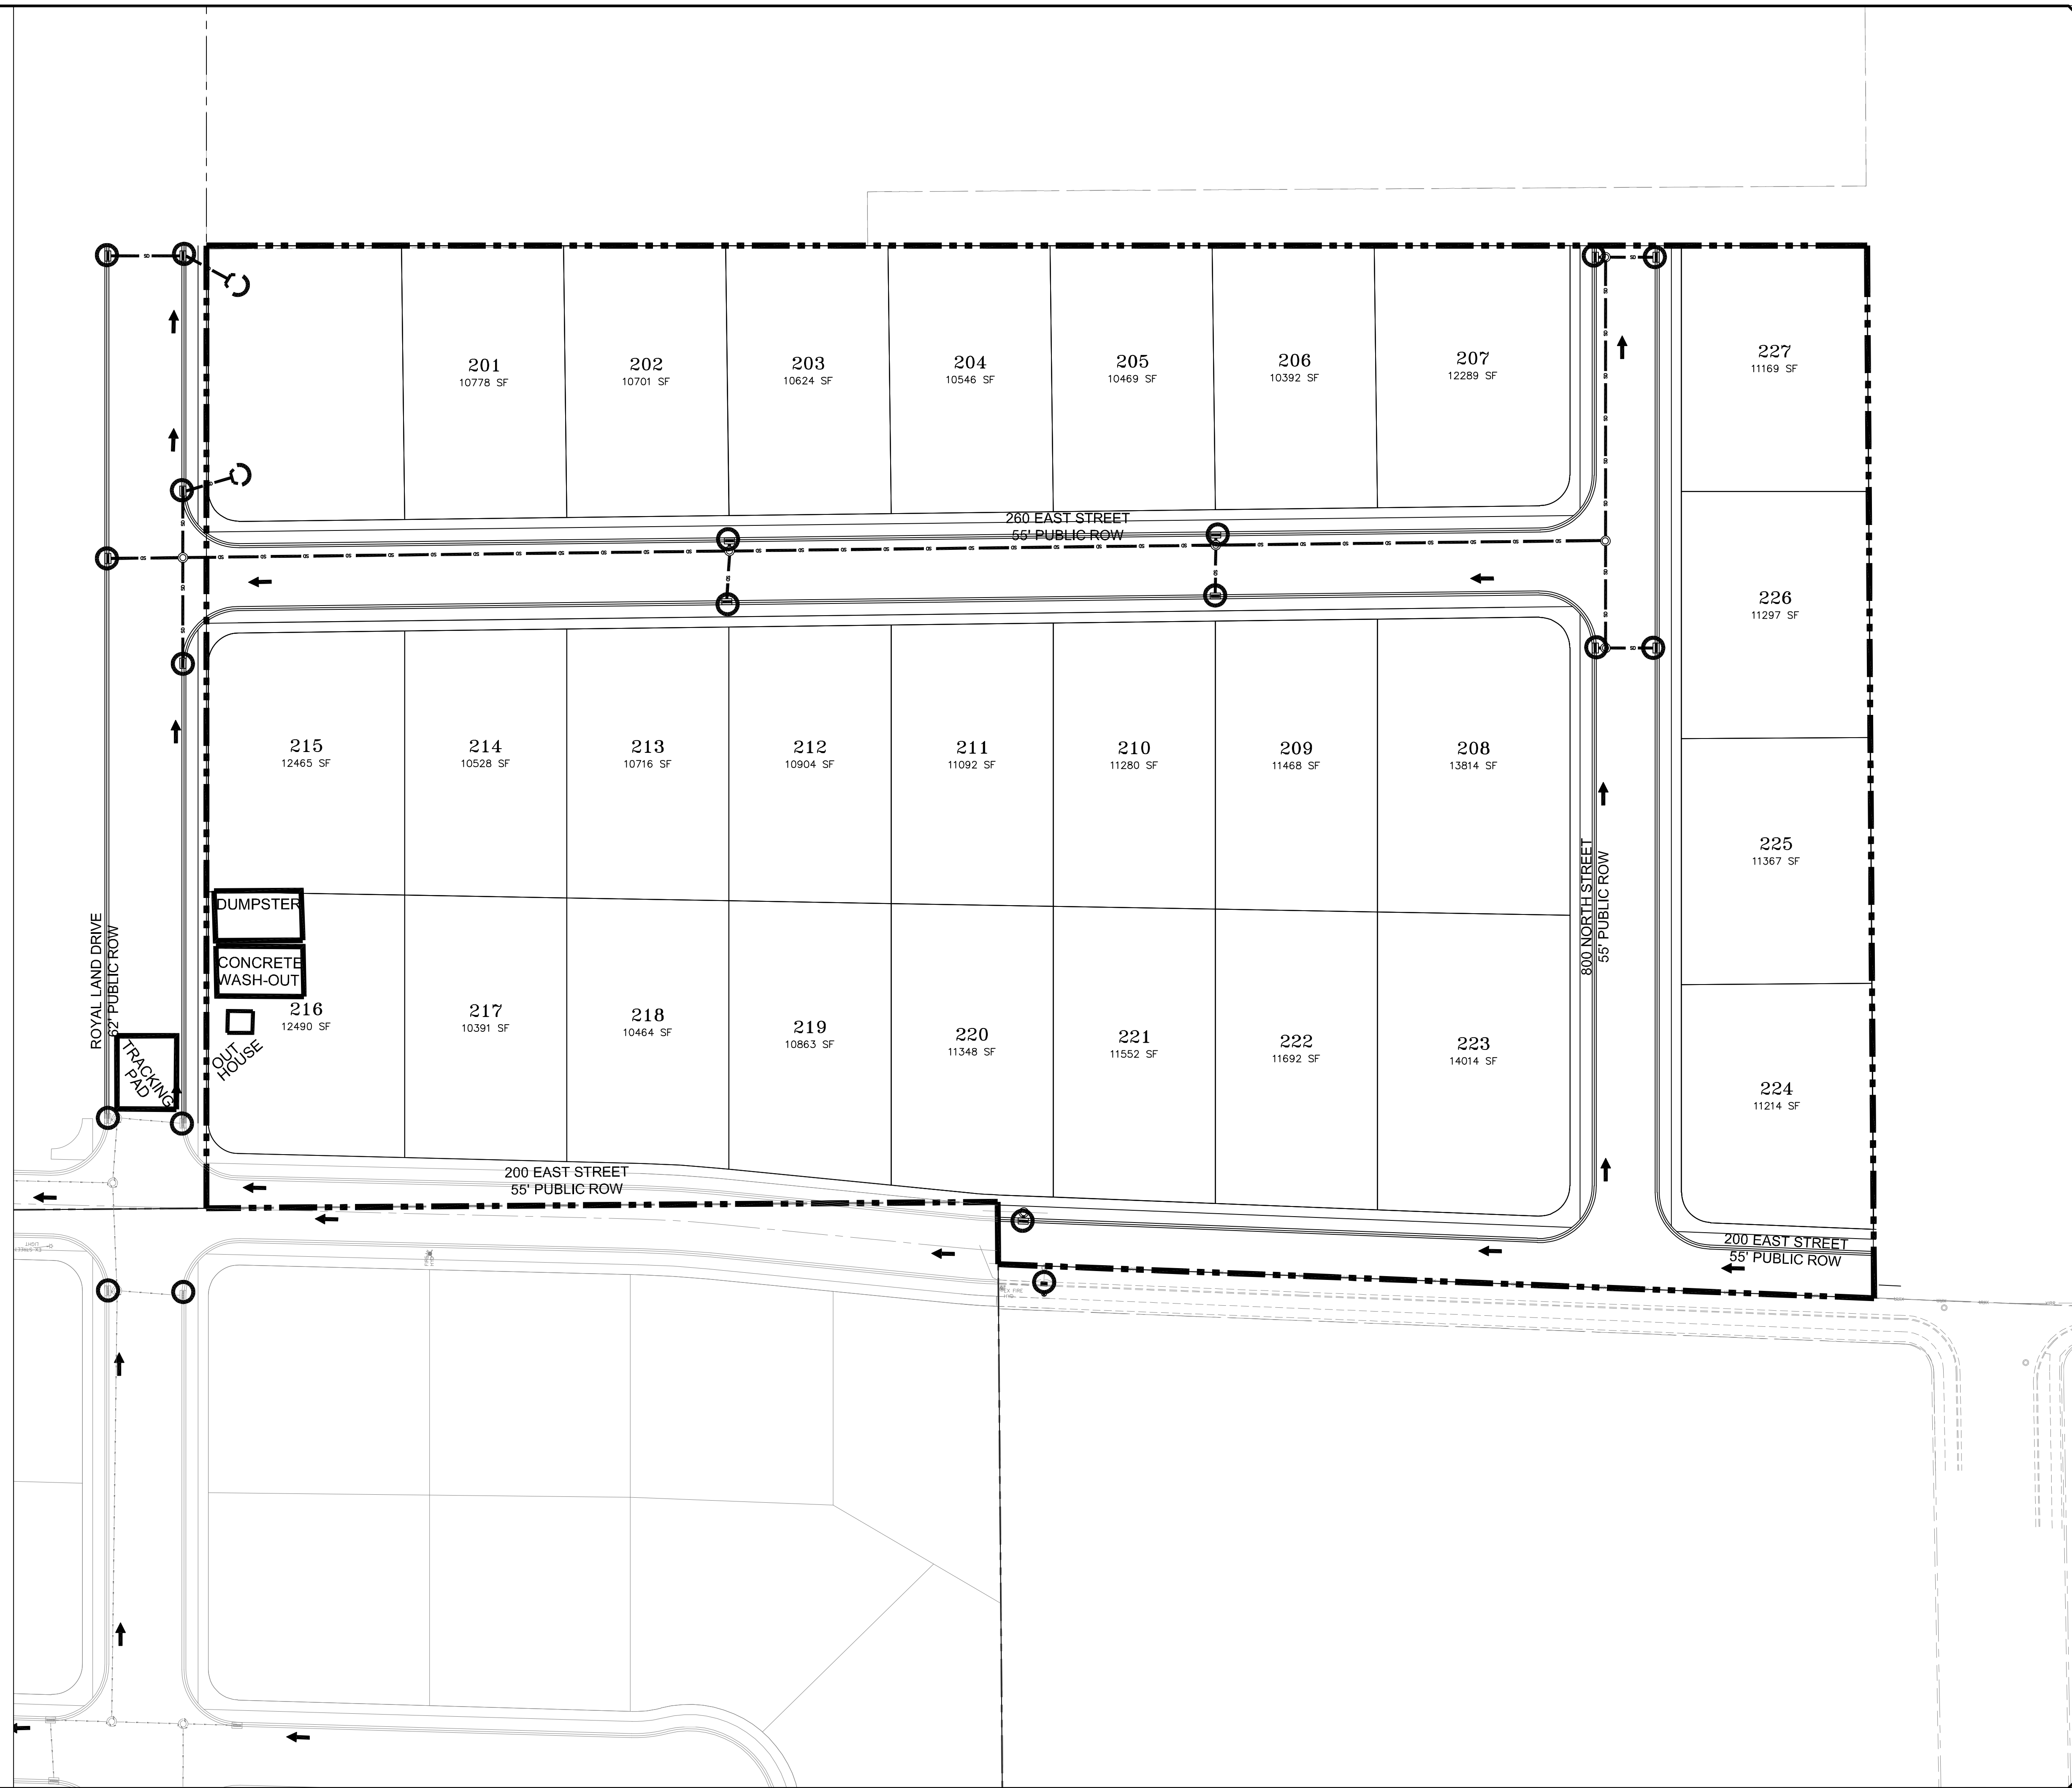 201
10778 SF
202
10701 SF
203
10624 SF
204
10546 SF
205
10469 SF
206
10392 SF
207
12289 SF
227
11169 SF
260 EAST STREET
55' PUBLIC ROW
226
11297 SF
215
12465 SF
214
10528 SF
213
10716 SF
212
10904 SF
211
11092 SF
210
11280 SF
209
11468 SF
208
13814 SF
225
11367 SF
800 NORTH STREET
55' PUBLIC ROW
ROYAL LAND DRIVE
62' PUBLIC ROW
DUMPSTER
CONCRETE
WASH-OUT
216
12490 SF
217
10391 SF
218
10464 SF
219
10863 SF
220
11348 SF
221
11552 SF
222
11692 SF
223
14014 SF
224
11214 SF
OUT
HOUSE
TRACKING
PAD
200 EAST STREET
55' PUBLIC ROW
200 EAST STREET
55' PUBLIC ROW
EX FIRE
HYD